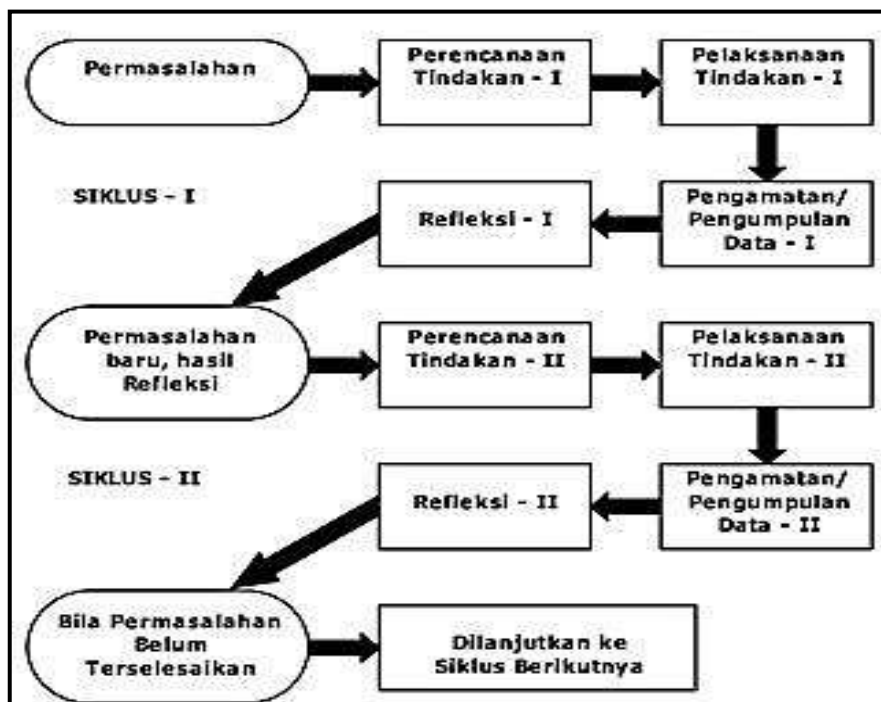 Permasalahan
Perencanaan
Tindakan - I
Pelaksanaan
Tindakan - I
SIKLUS - I
Refleksi - I
Pengamatan/
Pengumpulan
Data - I
Permasalahan
baru, hasil
Refleksi
Perencanaan
Tindakan - II
Pelaksanaan
Tindakan - II
SIKLUS - II
Refleksi - II
Pengamatan/
Pengumpulan
Data - II
Bila Permasalahan
Belum
Terselesaikan
Dilanjutkan ke
Siklus Berikutnya